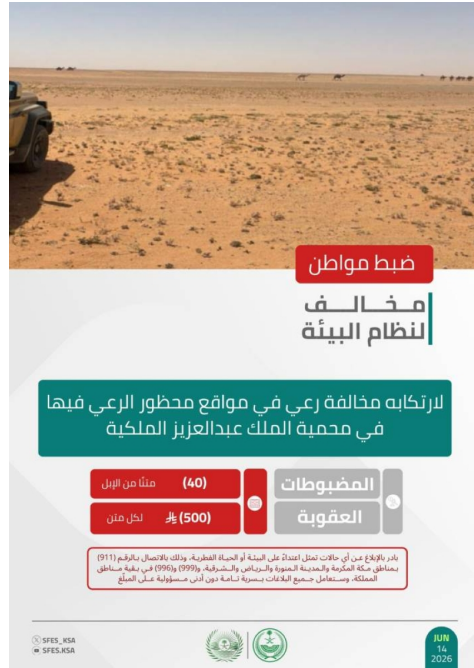 ضبط مواطن
مخالف
لنظام البيئة
لارتكابه مخالفة رعي في مواقع محظور الرعي فيها
في محمية الملك عبدالعزيز الملكية
المضبوطات
(40) متنًا من الإبل
العقوبة
(500) لكل متن
بادر بالإبلاغ عن أي حالات تمثل اعتداءً على البيئة أو الحياة الفطرية، وذلك بالاتصال بالرقم (911)
بمناطق مكة المكرمة والمدينة المنورة والرياض والشرقية، و(999) و(996) في بقية مناطق
المملكة، وستعامل جميع البلاغات بسرية تامة دون أدنى مسؤولية على المبلّغ
SFES_KSA
SFES.KSA
JUN
14
2026